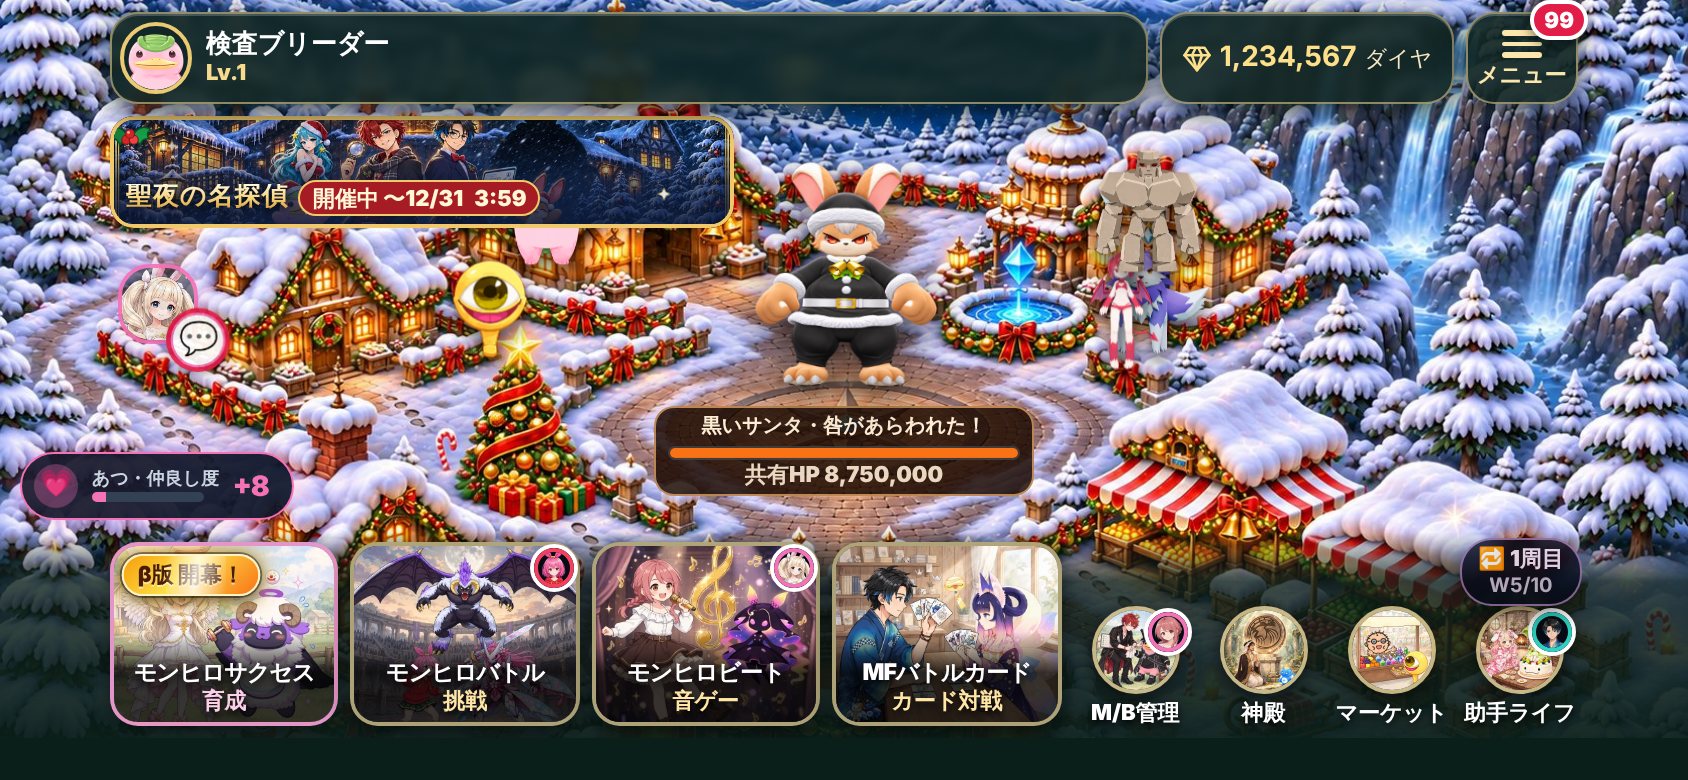 検査ブリーダー
Lv.1
1,234,567 ダイヤ
99
メニュー
聖夜の名探偵
開催中 〜12/31 3:59
黒いサンタ・咎があらわれた！
共有HP 8,750,000
あつ・仲良し度
+8
β版 開幕！
モンヒロサクセス
育成
モンヒロバトル
挑戦
モンヒロビート
音ゲー
MFバトルカード
カード対戦
M/B管理
神殿
マーケット
1周目
W5/10
助手ライフ